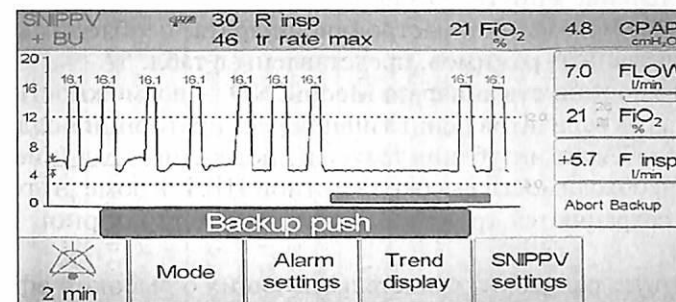 SNIPPV 30 R insp 21 FiO₂ 4.8 CPAP
+ BU 46 tr rate max % cmH₂O
20
16.1 16.1 16.1 16.1 16.1 16.1 16.1 16.1
16
12
8
4
0
7.0 FLOW
l/min
21 FiO₂
%
+5.7 F insp
l/min
Abort Backup
Backup push
2 min
Mode
Alarm
settings
Trend
display
SNIPPV
settings